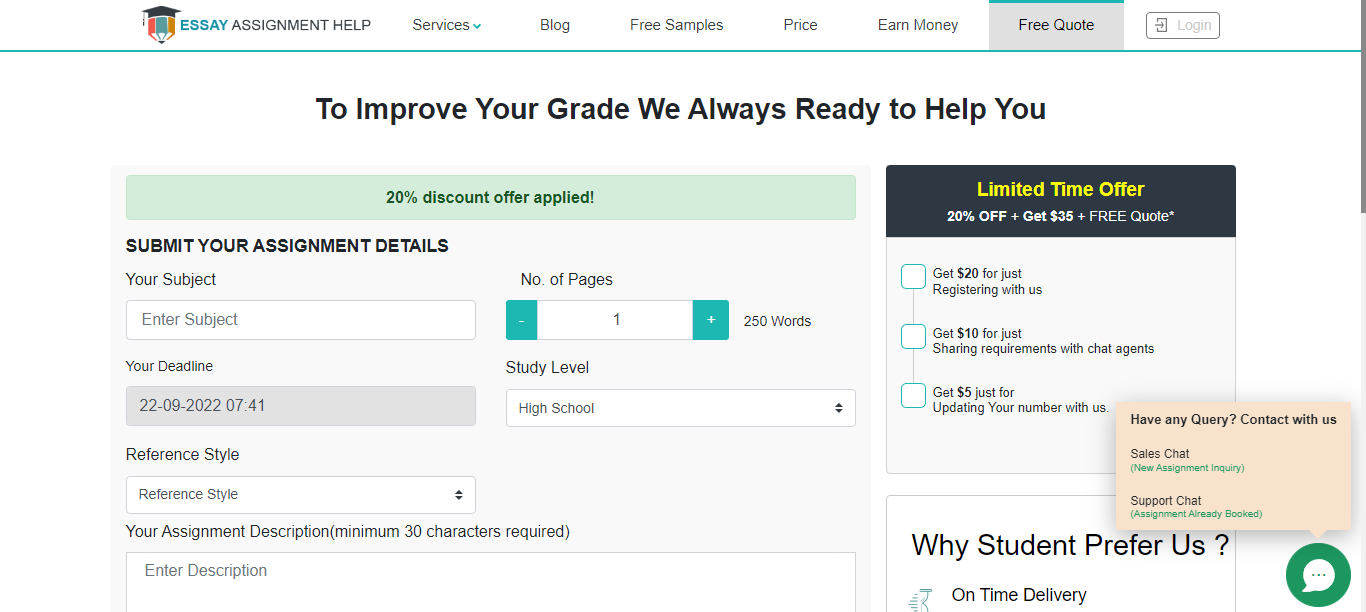 ESSAY ASSIGNMENT HELP
Services
Blog
Free Samples
Price
Earn Money
Free Quote
Login
To Improve Your Grade We Always Ready to Help You
20% discount offer applied!
SUBMIT YOUR ASSIGNMENT DETAILS
Your Subject
No. of Pages
Enter Subject
-
1
+
250 Words
Your Deadline
Study Level
22-09-2022 07:41
High School
Reference Style
Reference Style
Your Assignment Description(minimum 30 characters required)
Enter Description
Limited Time Offer
20% OFF + Get $35 + FREE Quote*
Get $20 for just
Registering with us
Get $10 for just
Sharing requirements with chat agents
Get $5 just for
Updating Your number with us.
Have any Query? Contact with us
Sales Chat
(New Assignment Inquiry)
Support Chat
(Assignment Already Booked)
Why Student Prefer Us ?
On Time Delivery